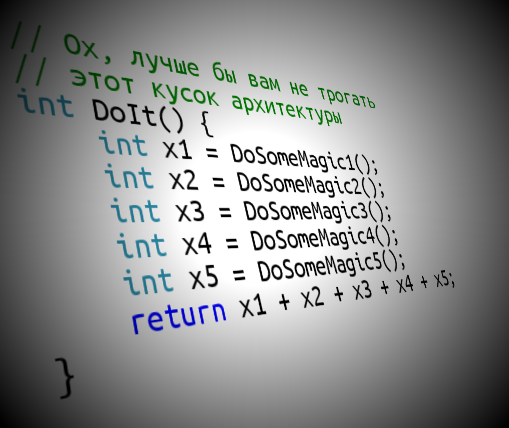 // Ох, лучше бы вам не трогать
// этот кусок архитектуры
int DoIt() {
int x1 = DoSomeMagic1();
int x2 = DoSomeMagic2();
int x3 = DoSomeMagic3();
int x4 = DoSomeMagic4();
int x5 = DoSomeMagic5();
return x1 + x2 + x3 + x4 + x5;
}